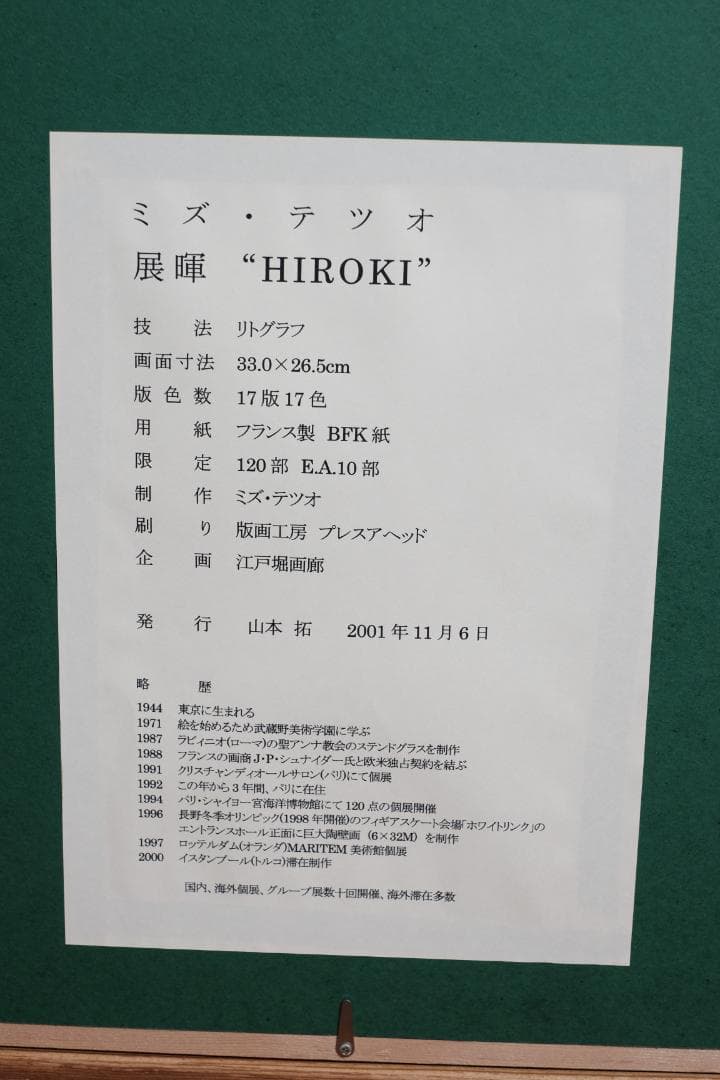 ミズ・テツオ
展暉 “HIROKI”
技法 リトグラフ
画面寸法 33.0×26.5cm
版色数 17版17色
用紙 フランス製 BFK紙
限定 120部 E.A.10部
制作 ミズ・テツオ
刷り 版画工房 プレスアヘッド
企画 江戸堀画廊
発行 山本 拓 2001年11月6日
略歴
1944 東京に生まれる
1971 絵を始めるため武蔵野美術学園に学ぶ
1987 ラビィニオ(ローマ)の聖アンナ教会のステンドグラスを制作
1988 フランスの画商J・P・シュナイダー氏と欧米独占契約を結ぶ
1991 クリスチャンディオールサロン(パリ)にて個展
1992 この年から3年間、パリに在住
1994 パリ・シャイヨー宮海洋博物館にて120点の個展開催
1996 長野冬季オリンピック(1998年開催)のフィギアスケート会場「ホワイトリンク」の
エントランスホール正面に巨大陶壁画（6×32M）を制作
1997 ロッテルダム(オランダ)MARITEM美術館個展
2000 イスタンブール(トルコ)滞在制作
国内、海外個展、グループ展数十回開催、海外滞在多数